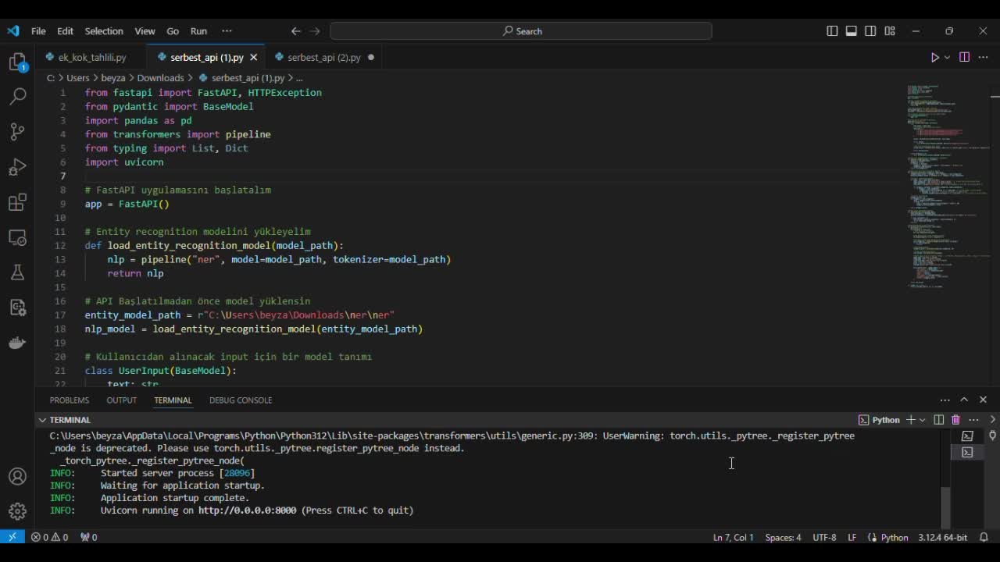 File Edit Selection View Go Run ··· Search
1
ek_kok_tahlili.py serbest_api (1).py serbest_api (2).py
C: > Users > beyza > Downloads > serbest_api (1).py > ...
1 from fastapi import FastAPI, HTTPException
2 from pydantic import BaseModel
3 import pandas as pd
4 from transformers import pipeline
5 from typing import List, Dict
6 import uvicorn
7
8 # FastAPI uygulamasını başlatalım
9 app = FastAPI()
10
11 # Entity recognition modelini yükleyelim
12 def load_entity_recognition_model(model_path):
13 nlp = pipeline("ner", model=model_path, tokenizer=model_path)
14 return nlp
15
16 # API Başlatılmadan önce model yüklensin
17 entity_model_path = r"C:\Users\beyza\Downloads\ner\ner"
18 nlp_model = load_entity_recognition_model(entity_model_path)
19
20 # Kullanıcıdan alınacak input için bir model tanımı
21 class UserInput(BaseModel):
22 text: str
PROBLEMS OUTPUT TERMINAL DEBUG CONSOLE
TERMINAL Python
C:\Users\beyza\AppData\Local\Programs\Python\Python312\Lib\site-packages\transformers\utils\generic.py:309: UserWarning: torch.utils._pytree._register_pytree
_node is deprecated. Please use torch.utils._pytree.register_pytree_node instead.
_torch_pytree._register_pytree_node(
INFO: Started server process [28096]
INFO: Waiting for application startup.
INFO: Application startup complete.
INFO: Uvicorn running on http://0.0.0.0:8000 (Press CTRL+C to quit)
0 0 0 Ln 7, Col 1 Spaces: 4 UTF-8 LF Python 3.12.4 64-bit